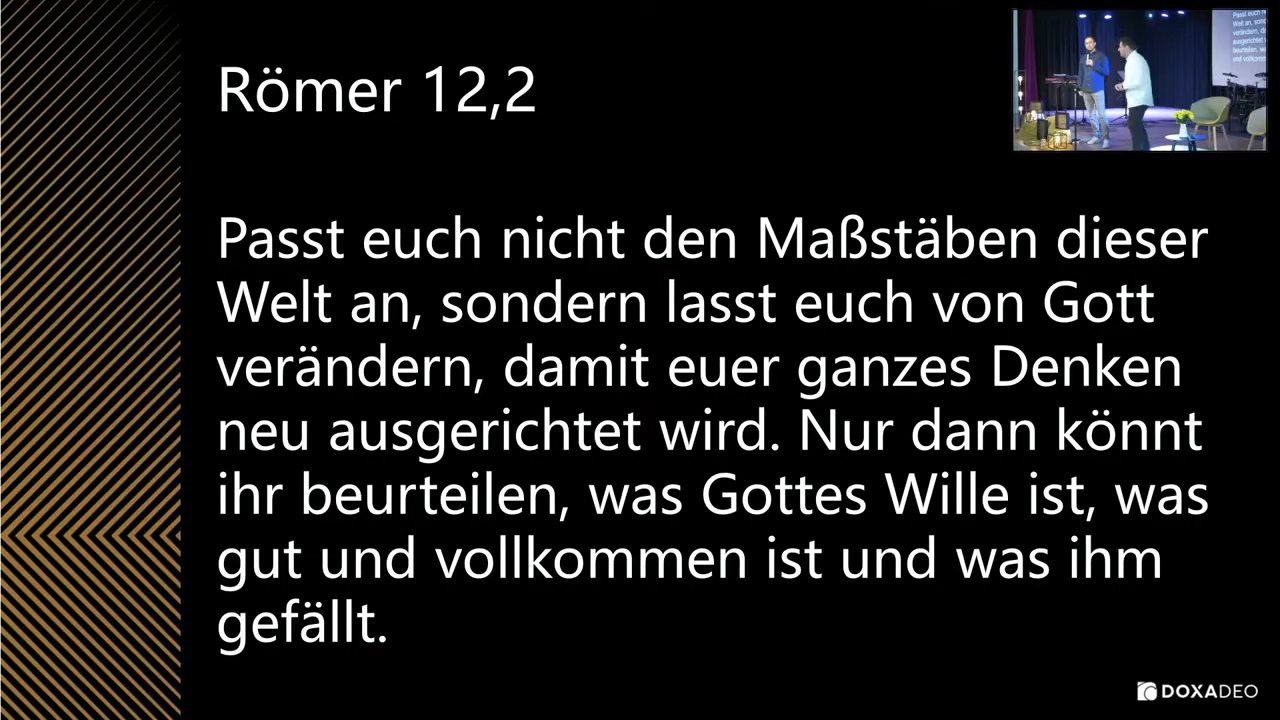 Römer 12,2
Passt euch nicht den Maßstäben dieser
Welt an, sondern lasst euch von Gott
verändern, damit euer ganzes Denken
neu ausgerichtet wird. Nur dann könnt
ihr beurteilen, was Gottes Wille ist, was
gut und vollkommen ist und was ihm
gefällt.
DOXADEO